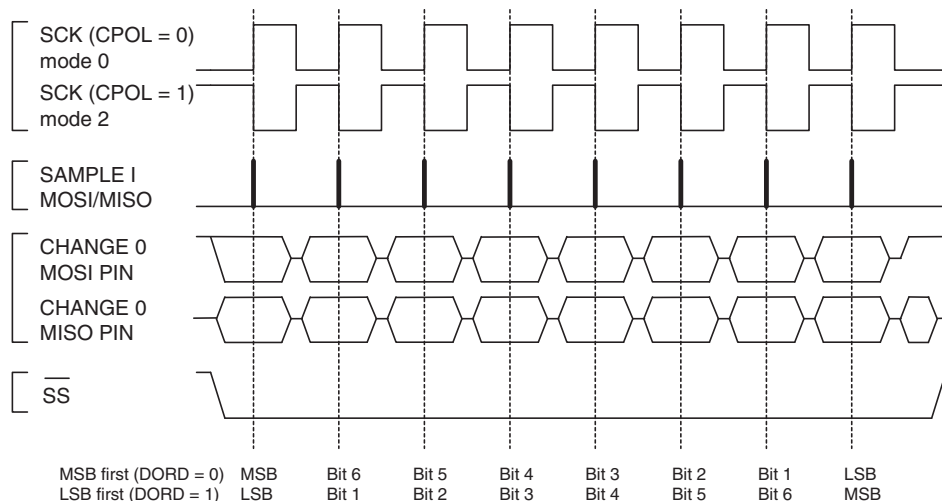 SCK (CPOL = 0)
mode 0
SCK (CPOL = 1)
mode 2
SAMPLE I
MOSI/MISO
CHANGE 0
MOSI PIN
CHANGE 0
MISO PIN
SS
MSB first (DORD = 0) MSB Bit 6 Bit 5 Bit 4 Bit 3 Bit 2 Bit 1 LSB
LSB first (DORD = 1) LSB Bit 1 Bit 2 Bit 3 Bit 4 Bit 5 Bit 6 MSB